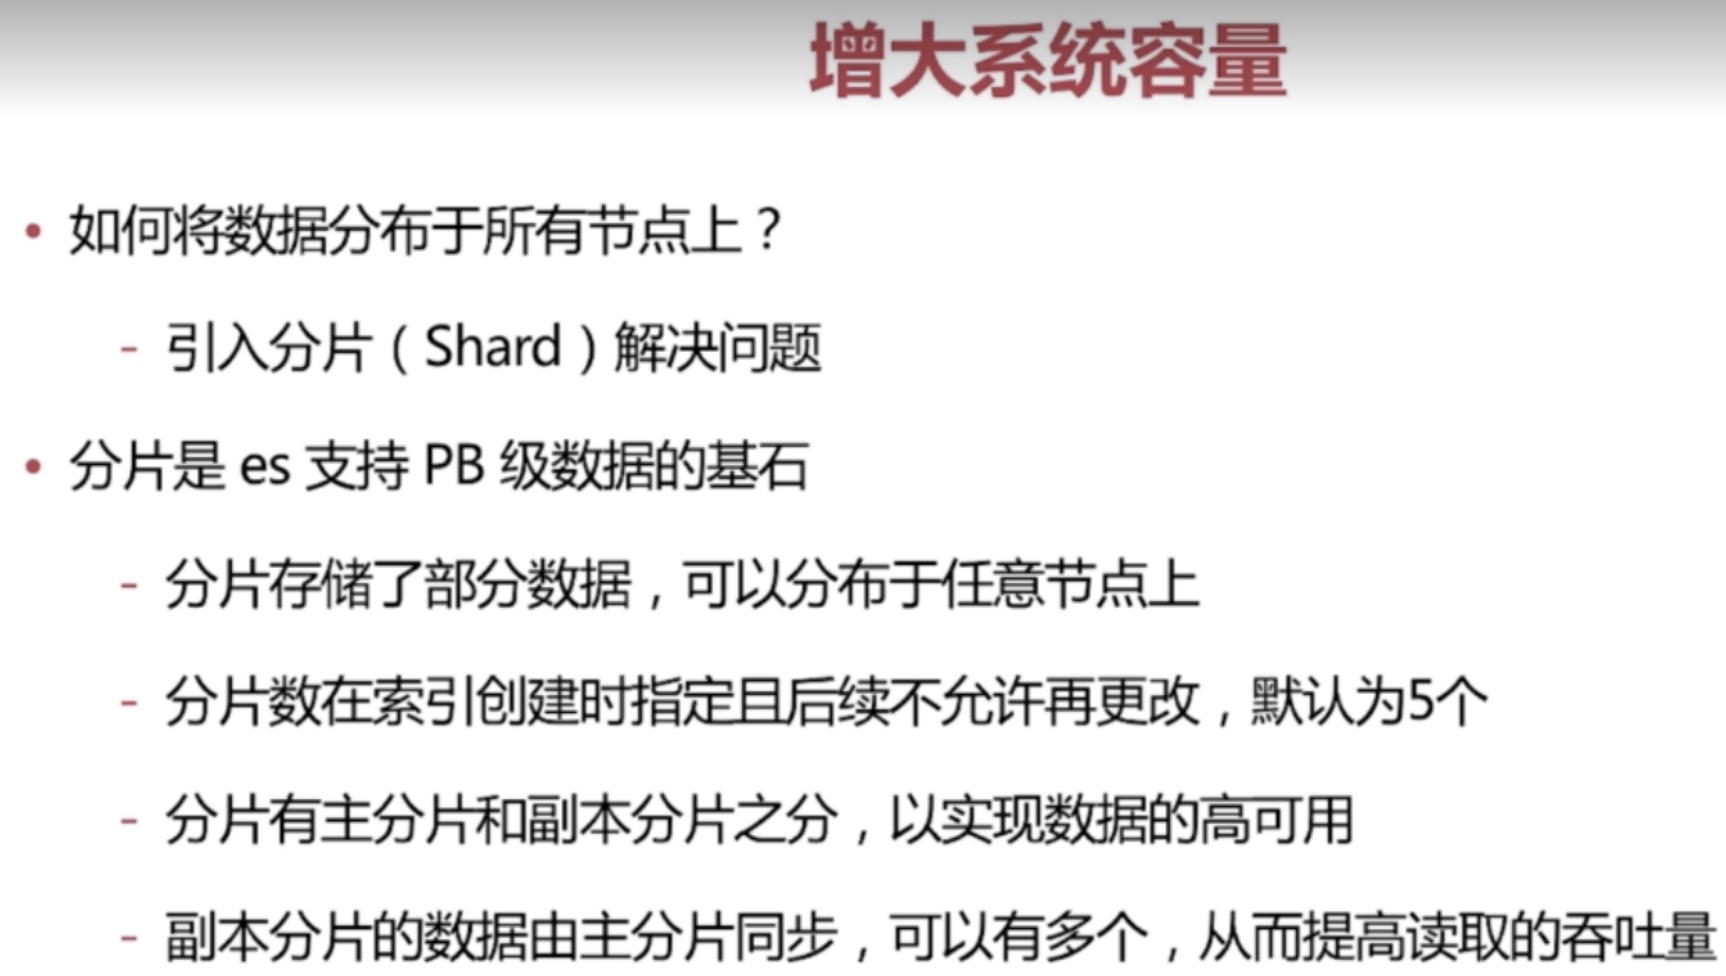 增大系统容量
• 如何将数据分布于所有节点上？
- 引入分片（Shard）解决问题
• 分片是 es 支持 PB 级数据的基石
- 分片存储了部分数据，可以分布于任意节点上
- 分片数在索引创建时指定且后续不允许再更改，默认为5个
- 分片有主分片和副本分片之分，以实现数据的高可用
- 副本分片的数据由主分片同步，可以有多个，从而提高读取的吞吐量